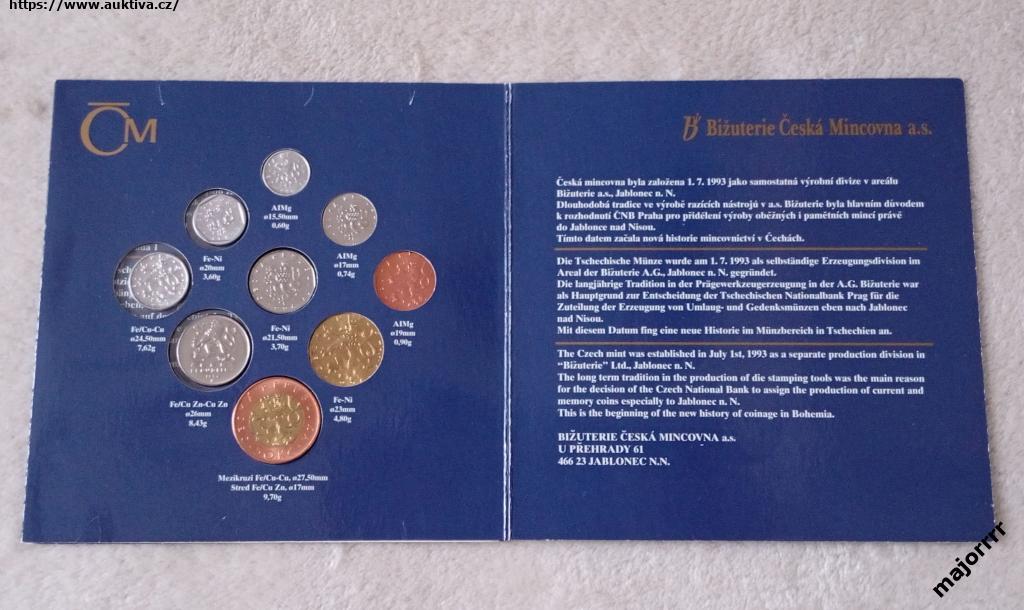 https://www.auktiva.cz/
ČM
Bižuterie Česká Mincovna a.s.
AlMg
ø15,50mm
0,60g
Fe-Ni
ø20mm
3,60g
AlMg
ø17mm
0,74g
Fe/Cu-Cu
ø24,50mm
7,62g
Fe-Ni
ø21,50mm
3,70g
AlMg
ø19mm
0,90g
Fe/Cu Zn-Cu Zn
ø26mm
8,43g
Fe-Ni
ø23mm
4,80g
Mezikruzí Fe/Cu-Cu, ø27,50mm
Stred Fe/Cu Zn, ø17mm
9,70g
Česká mincovna byla založena 1. 7. 1993 jako samostatná výrobní divize v areálu
Bižuterie a.s., Jablonec n. N.
Dlouhodobá tradice ve výrobě razících nástrojů v a.s. Bižuterie byla hlavním důvodem
k rozhodnutí ČNB Praha pro přidělení výroby oběžných i pamětních mincí právě
do Jablonce nad Nisou.
Tímto datem začala nová historie mincovnictví v Čechách.
Die Tschechische Münze wurde am 1. 7. 1993 als selbständige Erzeugungsdivision im
Areal der Bižuterie A.G., Jablonec n. N. gegründet.
Die langjährige Tradition in der Prägewerkzeugerzeugung in der A.G. Bižuterie war
als Hauptgrund zur Entscheidung der Tschechischen Nationalbank Prag für die
Zuteilung der Erzeugung von Umlaug- und Gedenksmünzen eben nach Jablonec
nad Nisou.
Mit diesem Datum fing eine neue Historie im Münzbereich in Tschechien an.
The Czech mint was established in July 1st, 1993 as a separate production division in
"Bižuterie" Ltd., Jablonec n. N.
The long term tradition in the production of die stamping tools was the main reason
for the decision of the Czech National Bank to assign the production of current and
memory coins especially to Jablonec n. N.
This is the beginning of the new history of coinage in Bohemia.
BIŽUTERIE ČESKÁ MINCOVNA a.s.
U PŘEHRADY 61
466 23 JABLONEC N.N.
majorrrr